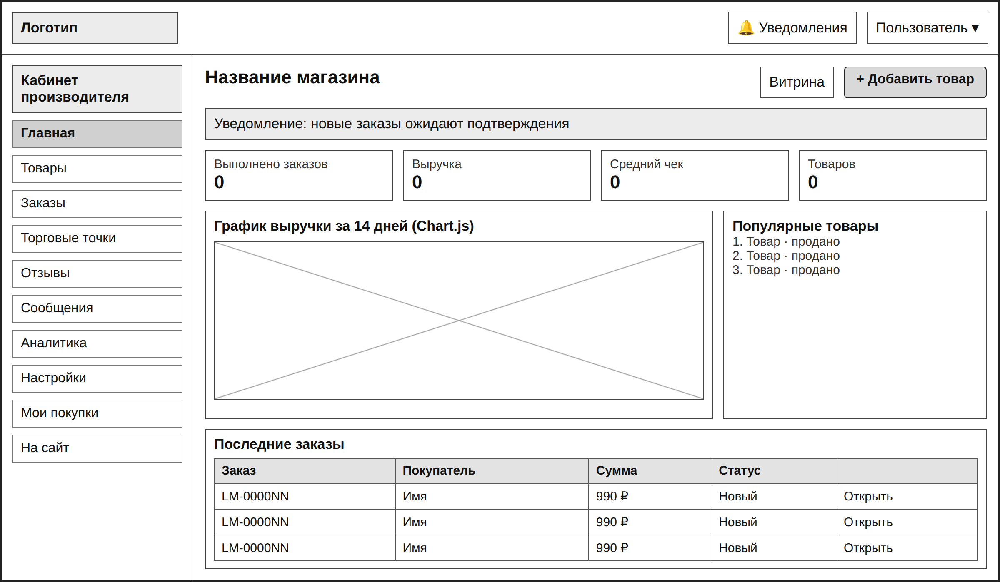 Логотип
🔔 Уведомления
Пользователь ▾
Кабинет
производителя
Главная
Товары
Заказы
Торговые точки
Отзывы
Сообщения
Аналитика
Настройки
Мои покупки
На сайт
Название магазина
Витрина
+ Добавить товар
Уведомление: новые заказы ожидают подтверждения
Выполнено заказов
0
Выручка
0
Средний чек
0
Товаров
0
График выручки за 14 дней (Chart.js)
Популярные товары
1. Товар · продано
2. Товар · продано
3. Товар · продано
Последние заказы
Заказ Покупатель Сумма Статус
LM-0000NN Имя 990 ₽ Новый Открыть
LM-0000NN Имя 990 ₽ Новый Открыть
LM-0000NN Имя 990 ₽ Новый Открыть